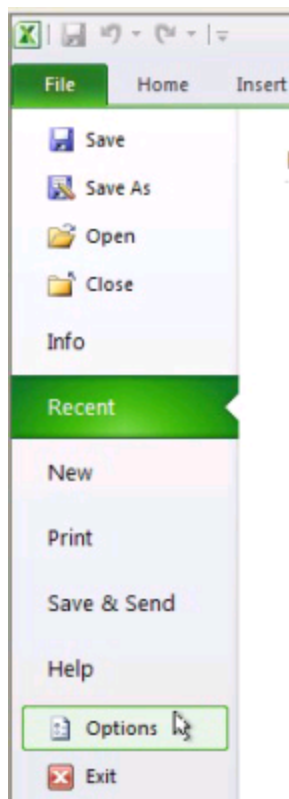 File Home Insert
Save
Save As
Open
Close
Info
Recent
New
Print
Save & Send
Help
Options
Exit